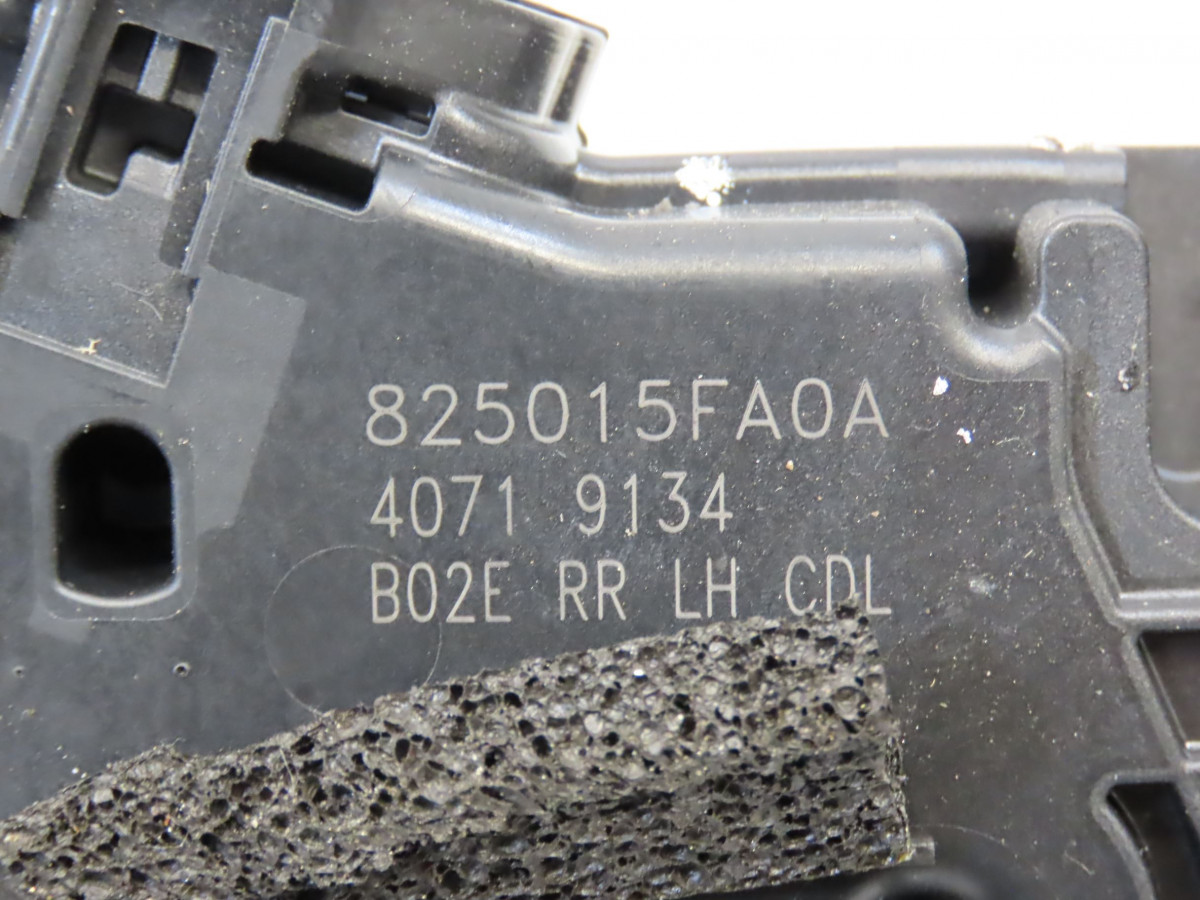 825015FA0A
4071 9134
B02E RR LH CDL